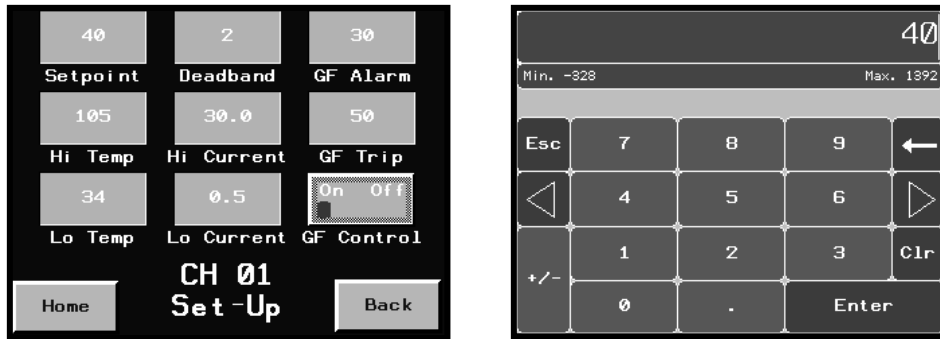 40 2 30
Setpoint Deadband GF Alarm
105 30.0 50
Hi Temp Hi Current GF Trip
34 0.5 On Off
Lo Temp Lo Current GF Control
CH 01
Set-Up
Home Back
40
Min. -328 Max. 1392
Esc 7 8 9
4 5 6
1 2 3 Clr
+/-
0 . Enter